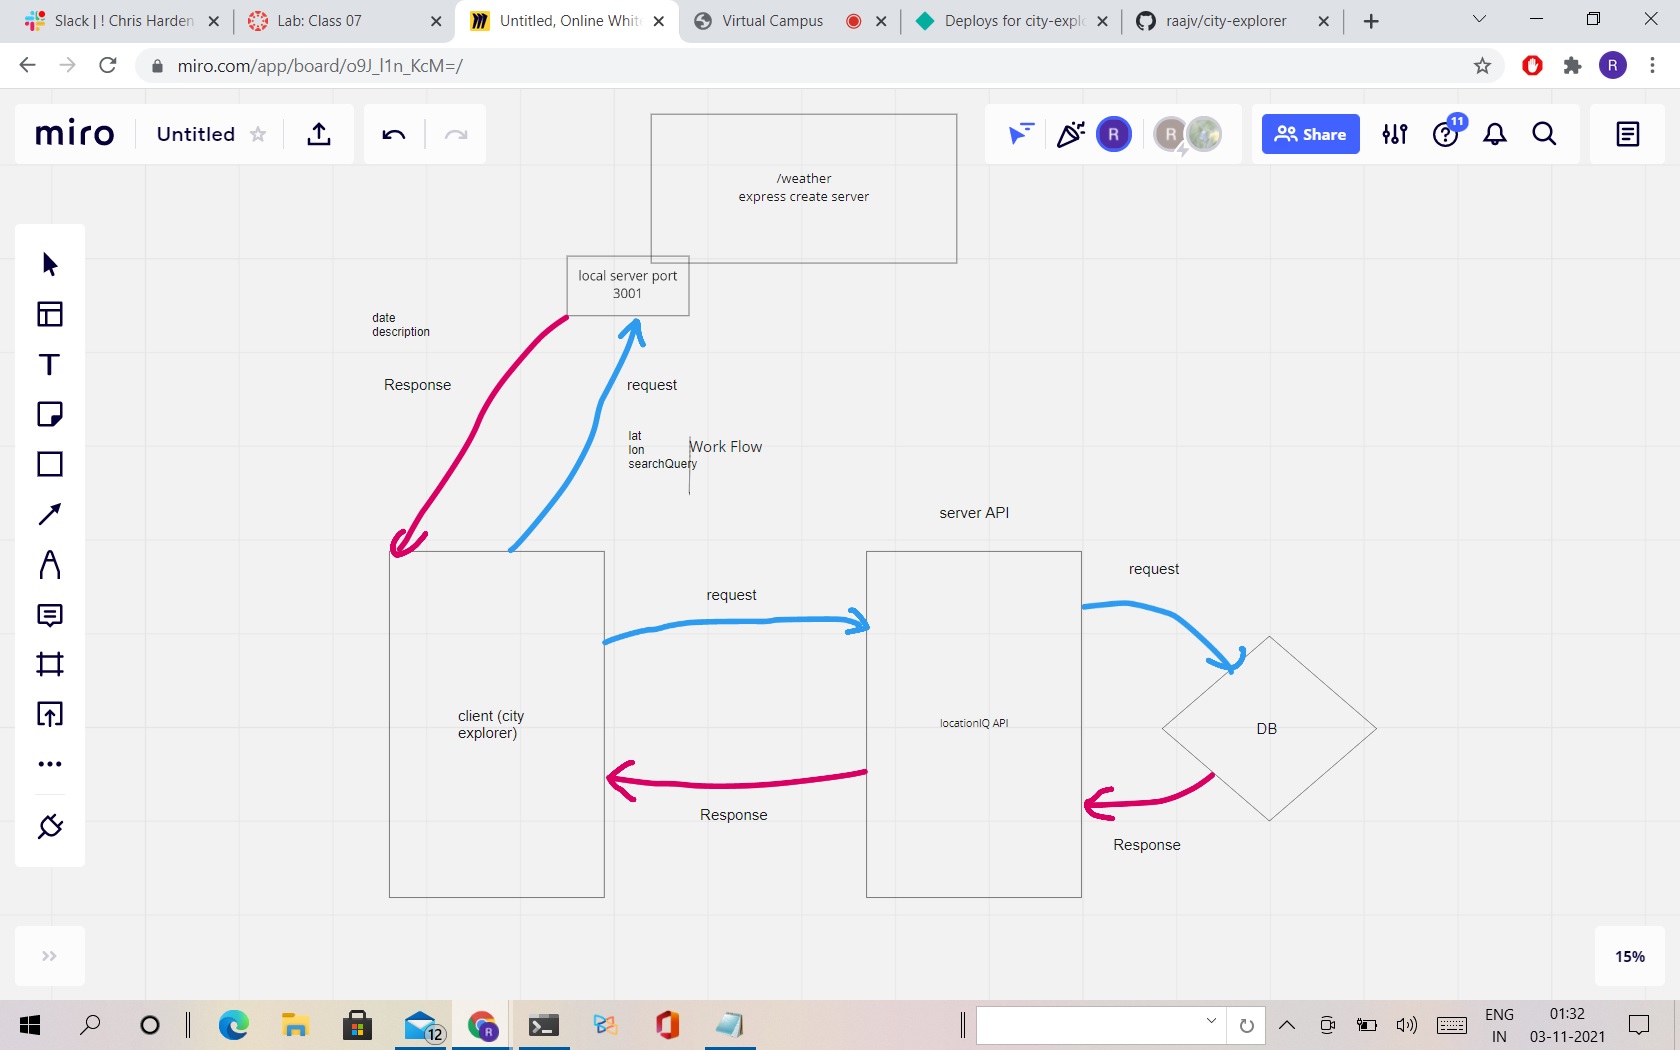 Slack | ! Chris Harden
Lab: Class 07
Untitled, Online Whit
Virtual Campus
Deploys for city-explo
raajv/city-explorer
miro.com/app/board/o9J_l1n_KcM=/
R
miro
Untitled
R
R
Share
11
/weather
express create server
local server port
3001
date
description
Response
request
lat
lon
searchQuery
Work Flow
server API
request
request
client (city
explorer)
locationIQ API
DB
Response
Response
15%
12
R
ENG
IN
01:32
03-11-2021